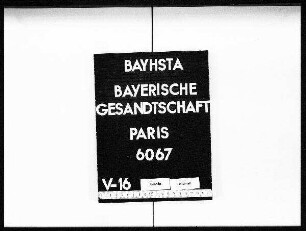 BAYHSTA
BAYERISCHE
GESANDTSCHAFT
PARIS
6067
V-16